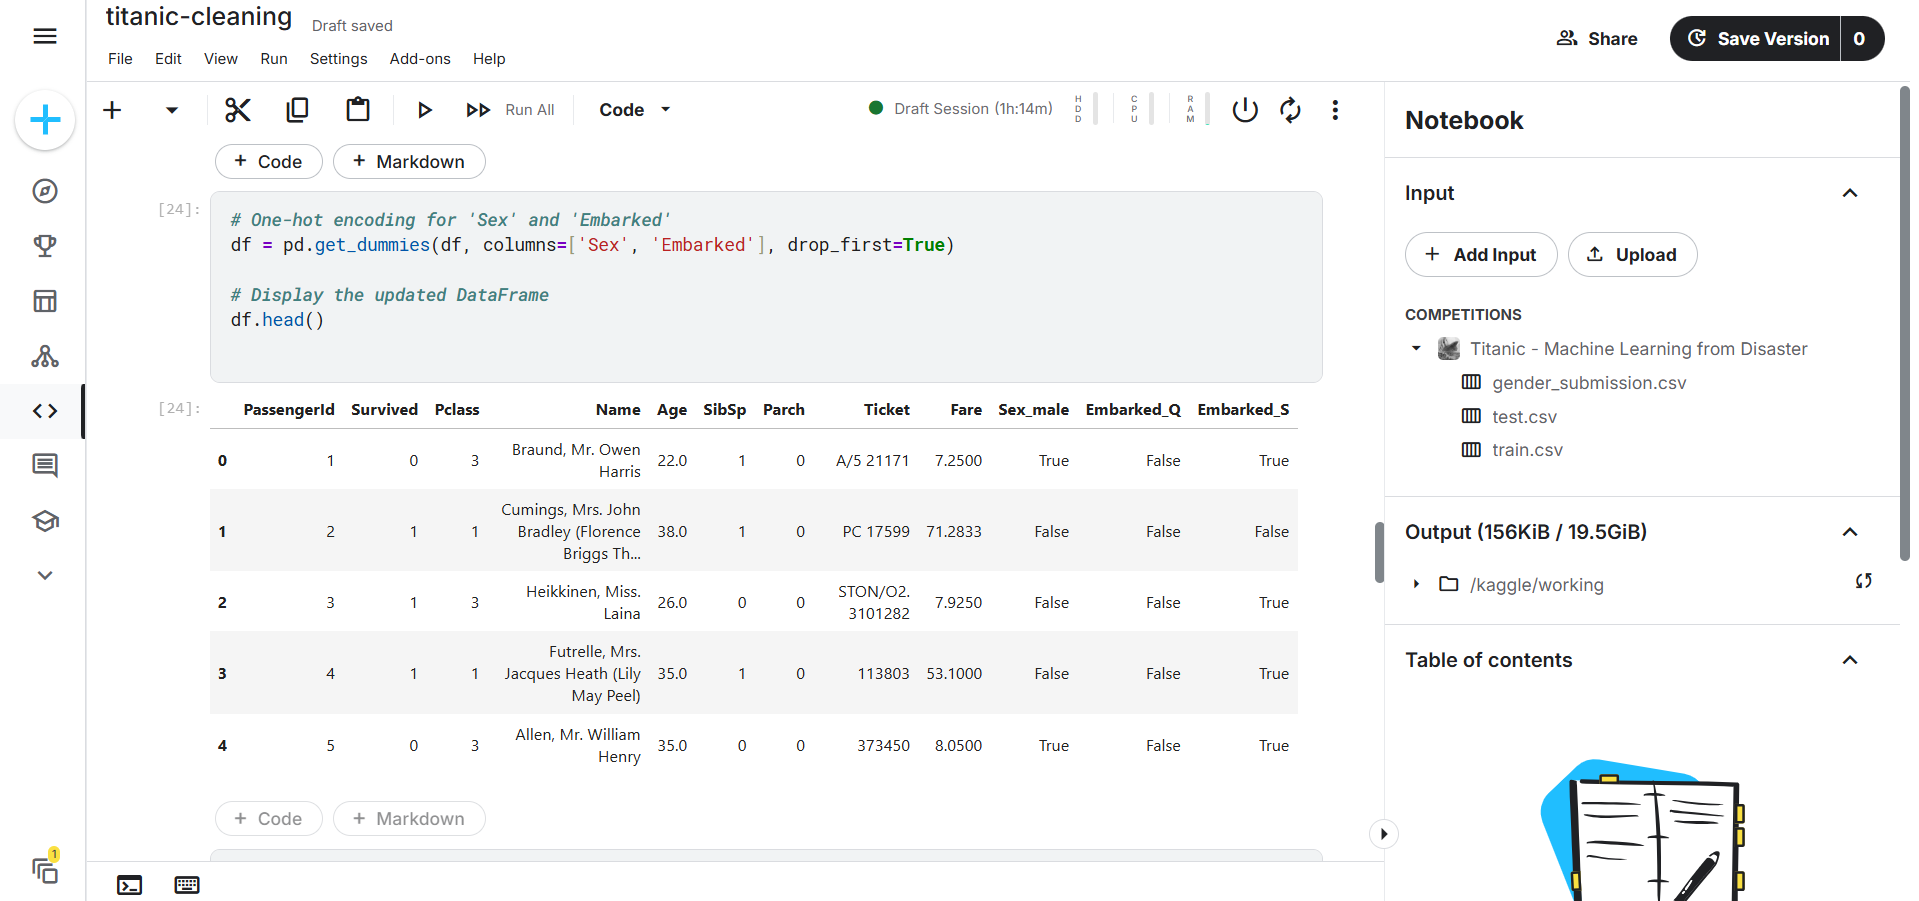 titanic-cleaning Draft saved
File Edit View Run Settings Add-ons Help
Share
Save Version 0
Run All Code
Draft Session (1h:14m) HDD CPU RAM
+ Code + Markdown
[24]:
# One-hot encoding for 'Sex' and 'Embarked'
df = pd.get_dummies(df, columns=['Sex', 'Embarked'], drop_first=True)
# Display the updated DataFrame
df.head()
[24]:
PassengerId Survived Pclass Name Age SibSp Parch Ticket Fare Sex_male Embarked_Q Embarked_S
0 1 0 3 Braund, Mr. Owen Harris 22.0 1 0 A/5 21171 7.2500 True False True
1 2 1 1 Cumings, Mrs. John Bradley (Florence Briggs Th... 38.0 1 0 PC 17599 71.2833 False False False
2 3 1 3 Heikkinen, Miss. Laina 26.0 0 0 STON/O2. 3101282 7.9250 False False True
3 4 1 1 Futrelle, Mrs. Jacques Heath (Lily May Peel) 35.0 1 0 113803 53.1000 False False True
4 5 0 3 Allen, Mr. William Henry 35.0 0 0 373450 8.0500 True False True
+ Code + Markdown
1
Notebook
Input
+ Add Input
Upload
COMPETITIONS
Titanic - Machine Learning from Disaster
gender_submission.csv
test.csv
train.csv
Output (156KiB / 19.5GiB)
/kaggle/working
Table of contents